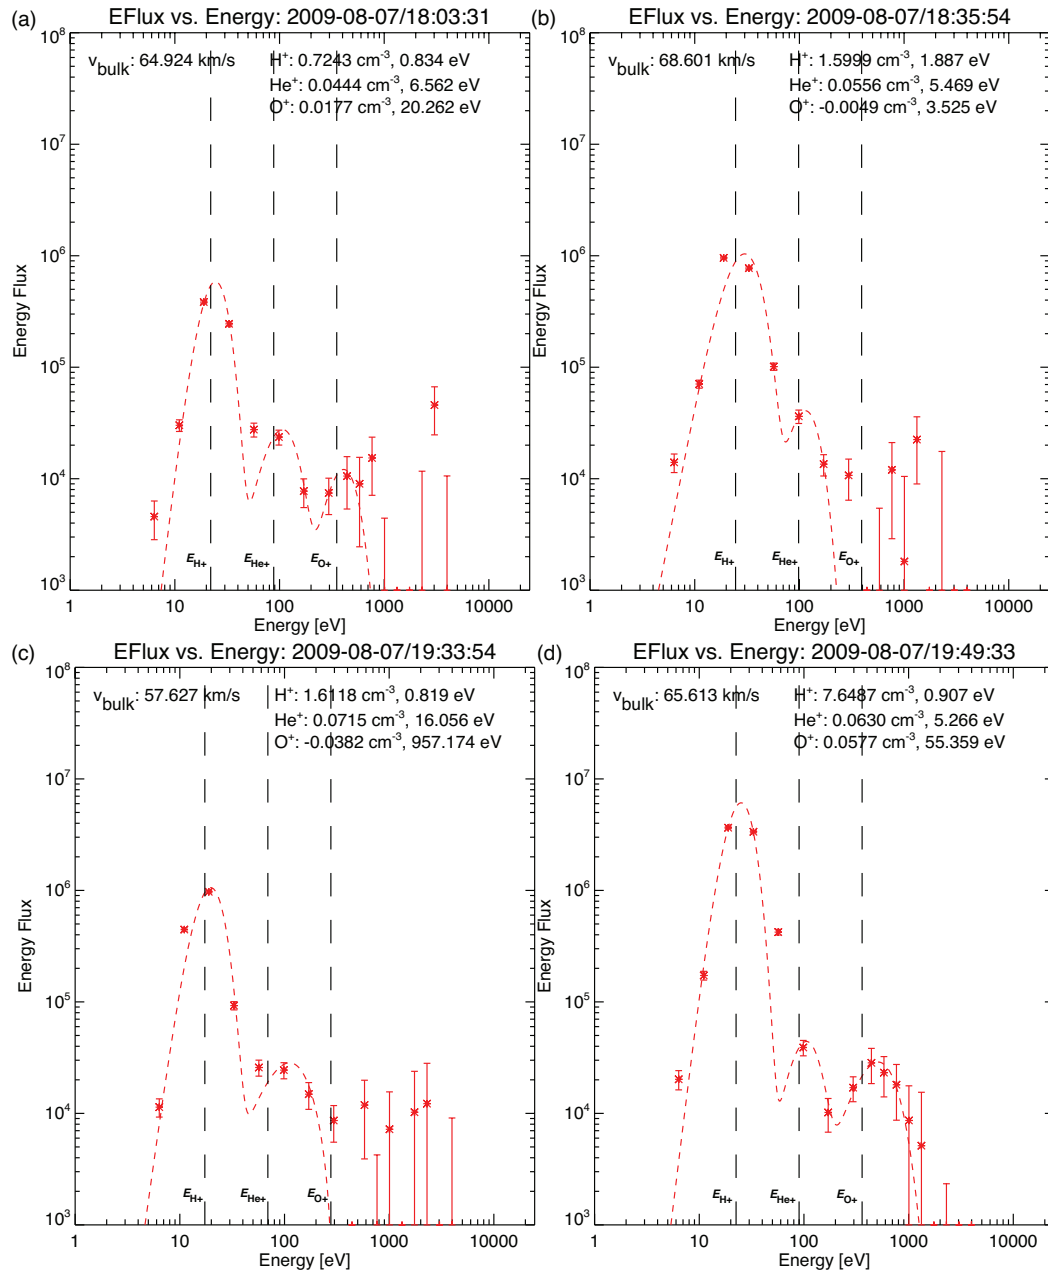 (a)
EFlux vs. Energy: 2009-08-07/18:03:31
v_bulk: 64.924 km/s
H⁺: 0.7243 cm⁻³, 0.834 eV
He⁺: 0.0444 cm⁻³, 6.562 eV
O⁺: 0.0177 cm⁻³, 20.262 eV
10⁸
10⁷
10⁶
10⁵
10⁴
10³
Energy Flux
E_H+
E_He+
E_O+
1 10 100 1000 10000
Energy [eV]
(b)
EFlux vs. Energy: 2009-08-07/18:35:54
v_bulk: 68.601 km/s
H⁺: 1.5999 cm⁻³, 1.887 eV
He⁺: 0.0556 cm⁻³, 5.469 eV
O⁺: -0.0049 cm⁻³, 3.525 eV
10⁸
10⁷
10⁶
10⁵
10⁴
10³
Energy Flux
E_H+
E_He+
E_O+
1 10 100 1000 10000
Energy [eV]
(c)
EFlux vs. Energy: 2009-08-07/19:33:54
v_bulk: 57.627 km/s
H⁺: 1.6118 cm⁻³, 0.819 eV
He⁺: 0.0715 cm⁻³, 16.056 eV
O⁺: -0.0382 cm⁻³, 957.174 eV
10⁸
10⁷
10⁶
10⁵
10⁴
10³
Energy Flux
E_H+
E_He+
E_O+
1 10 100 1000 10000
Energy [eV]
(d)
EFlux vs. Energy: 2009-08-07/19:49:33
v_bulk: 65.613 km/s
H⁺: 7.6487 cm⁻³, 0.907 eV
He⁺: 0.0630 cm⁻³, 5.266 eV
O⁺: 0.0577 cm⁻³, 55.359 eV
10⁸
10⁷
10⁶
10⁵
10⁴
10³
Energy Flux
E_H+
E_He+
E_O+
1 10 100 1000 10000
Energy [eV]